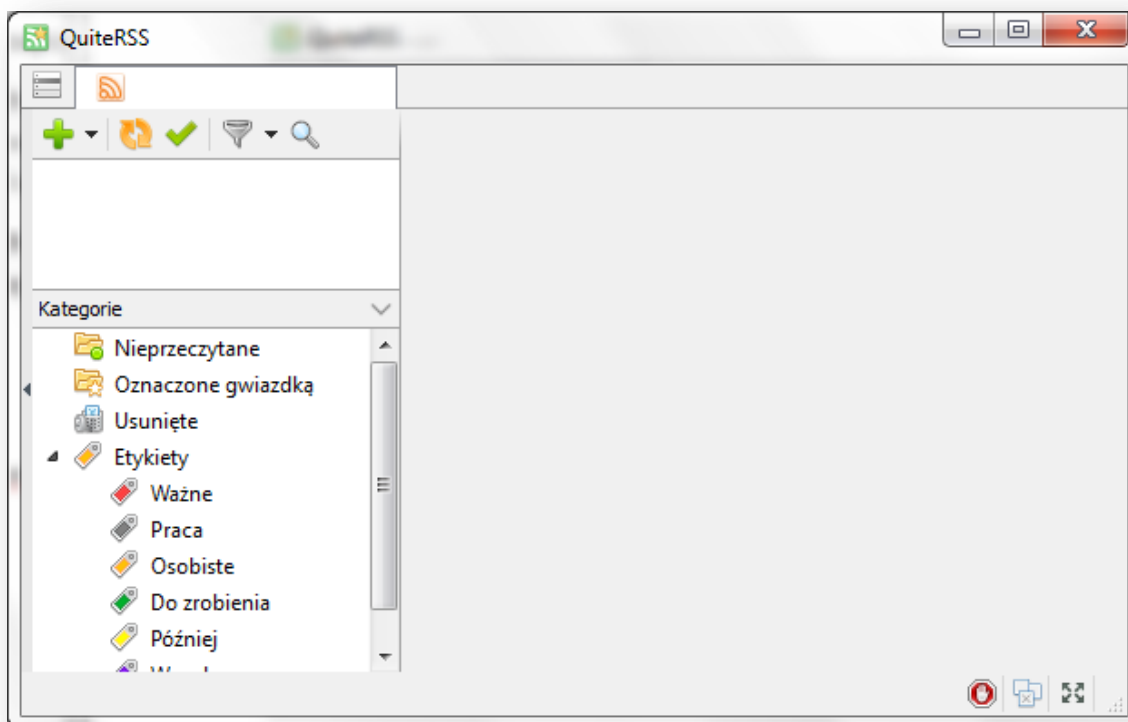 QuiteRSS
Kategorie
Nieprzeczytane
Oznaczone gwiazdką
Usunięte
Etykiety
Ważne
Praca
Osobiste
Do zrobienia
Później